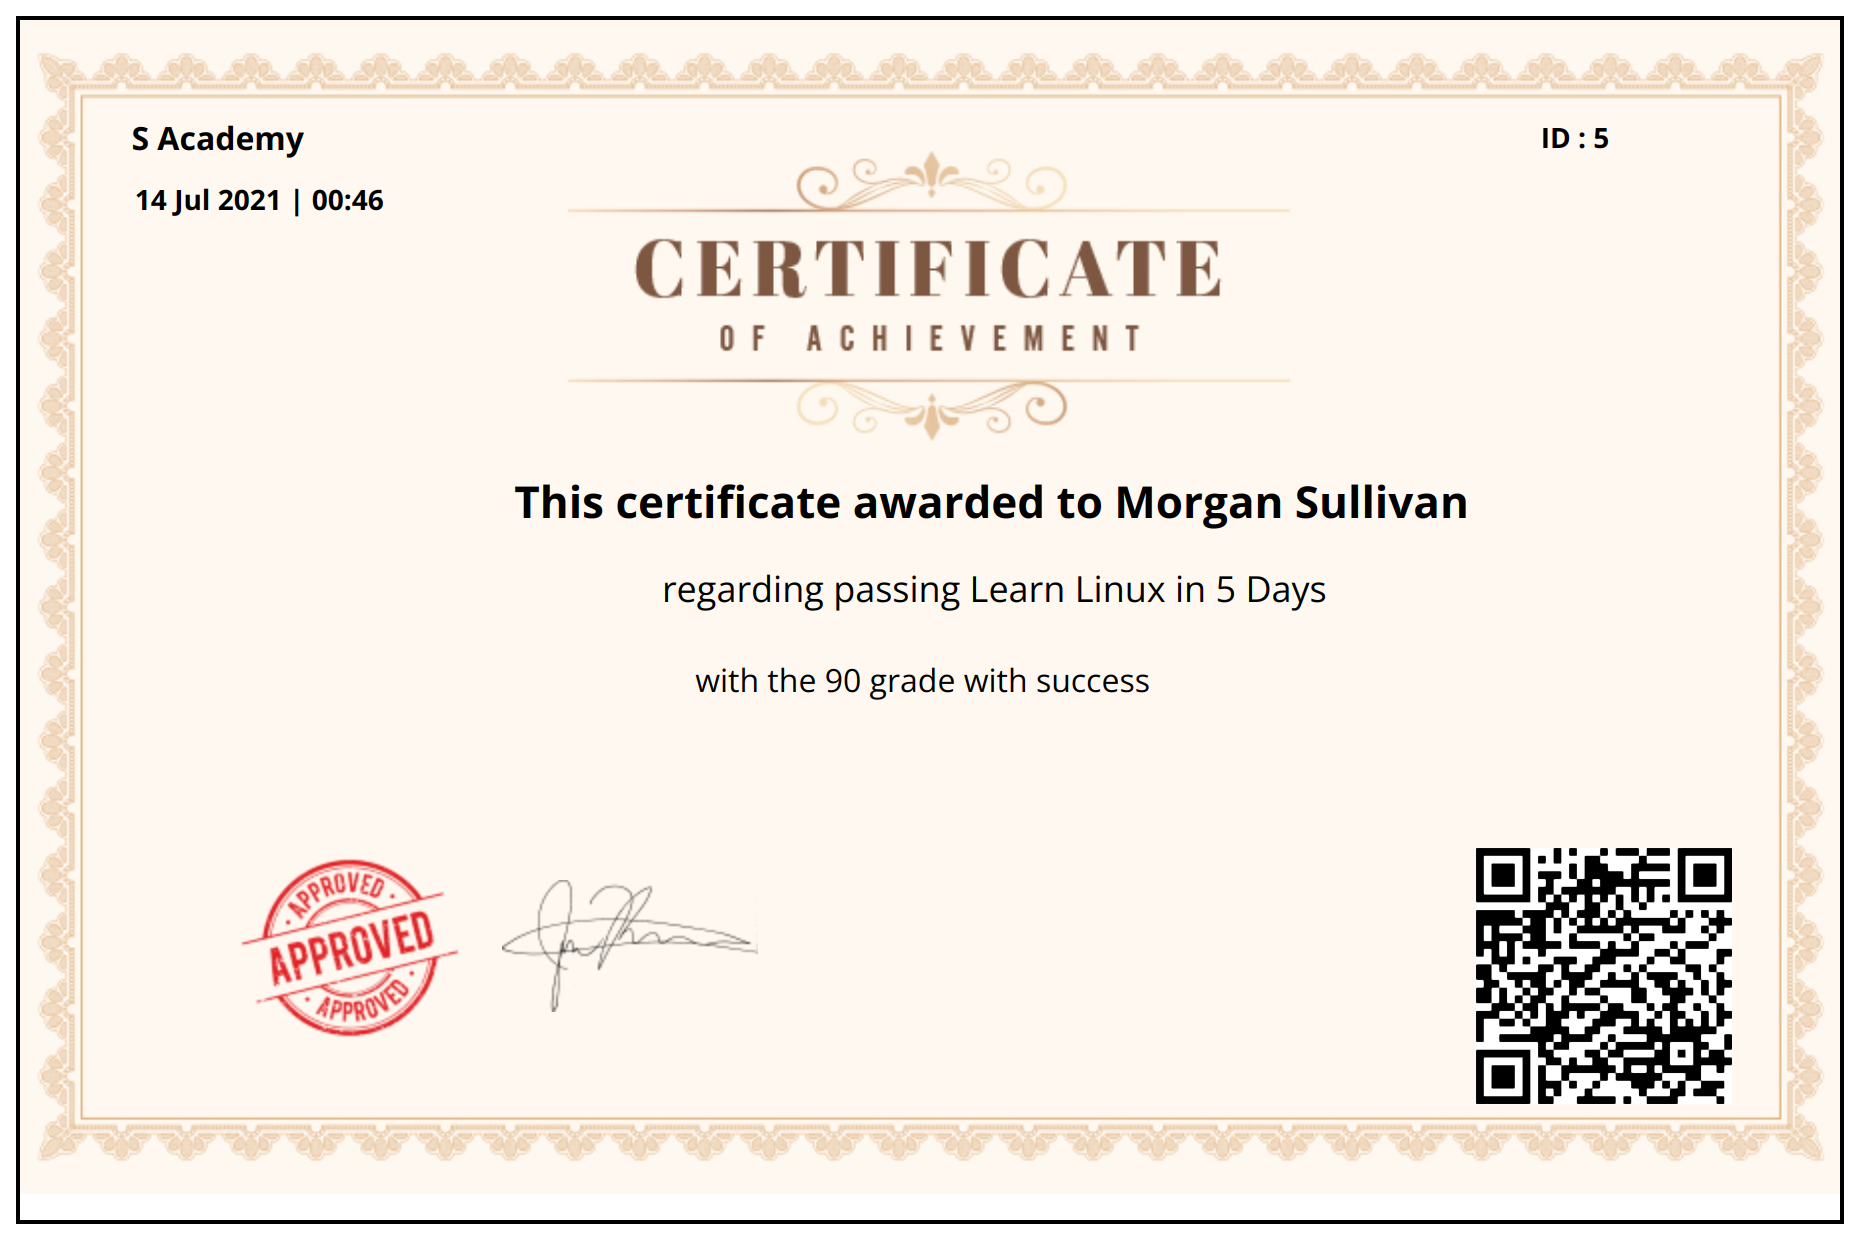 S Academy
ID : 5
14 Jul 2021 | 00:46
CERTIFICATE
OF ACHIEVEMENT
This certificate awarded to Morgan Sullivan
regarding passing Learn Linux in 5 Days
with the 90 grade with success
APPROVED
APPROVED
APPROVED